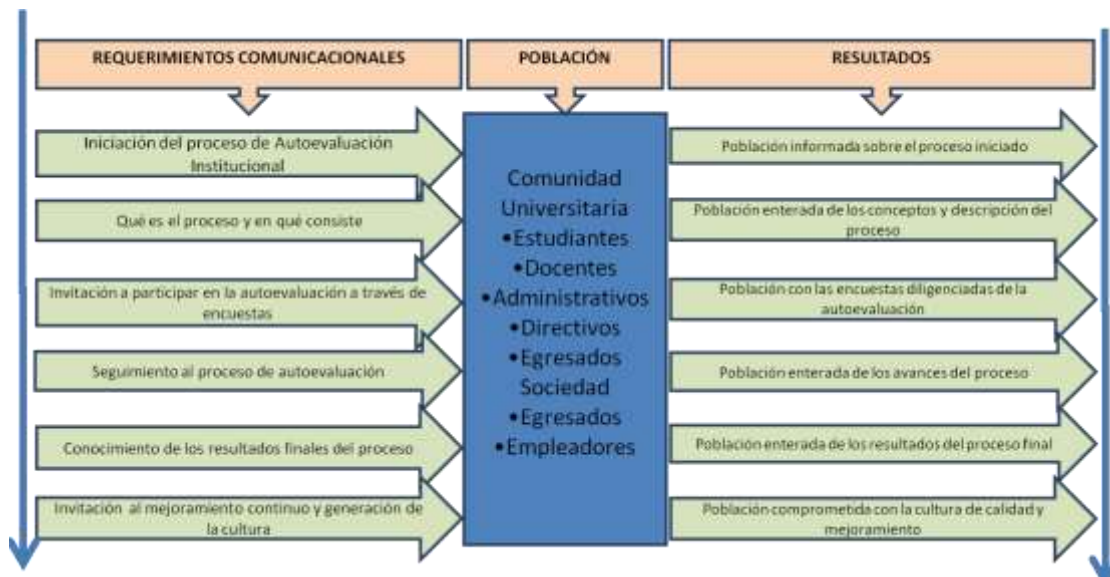 REQUERIMIENTOS COMUNICACIONALES
POBLACIÓN
RESULTADOS
Iniciación del proceso de Autoevaluación
Institucional
Qué es el proceso y en qué consiste
Invitación a participar en la autoevaluación a través de
encuestas
Seguimiento al proceso de autoevaluación
Conocimiento de los resultados finales del proceso
Invitación al mejoramiento continuo y generación de
la cultura
Comunidad
Universitaria
•Estudiantes
•Docentes
•Administrativos
•Directivos
•Egresados
Sociedad
•Egresados
•Empleadores
Población informada sobre el proceso iniciado
Población enterada de los conceptos y descripción del
proceso
Población con las encuestas diligenciadas de la
autoevaluación
Población enterada de los avances del proceso
Población enterada de los resultados del proceso final
Población comprometida con la cultura de calidad y
mejoramiento